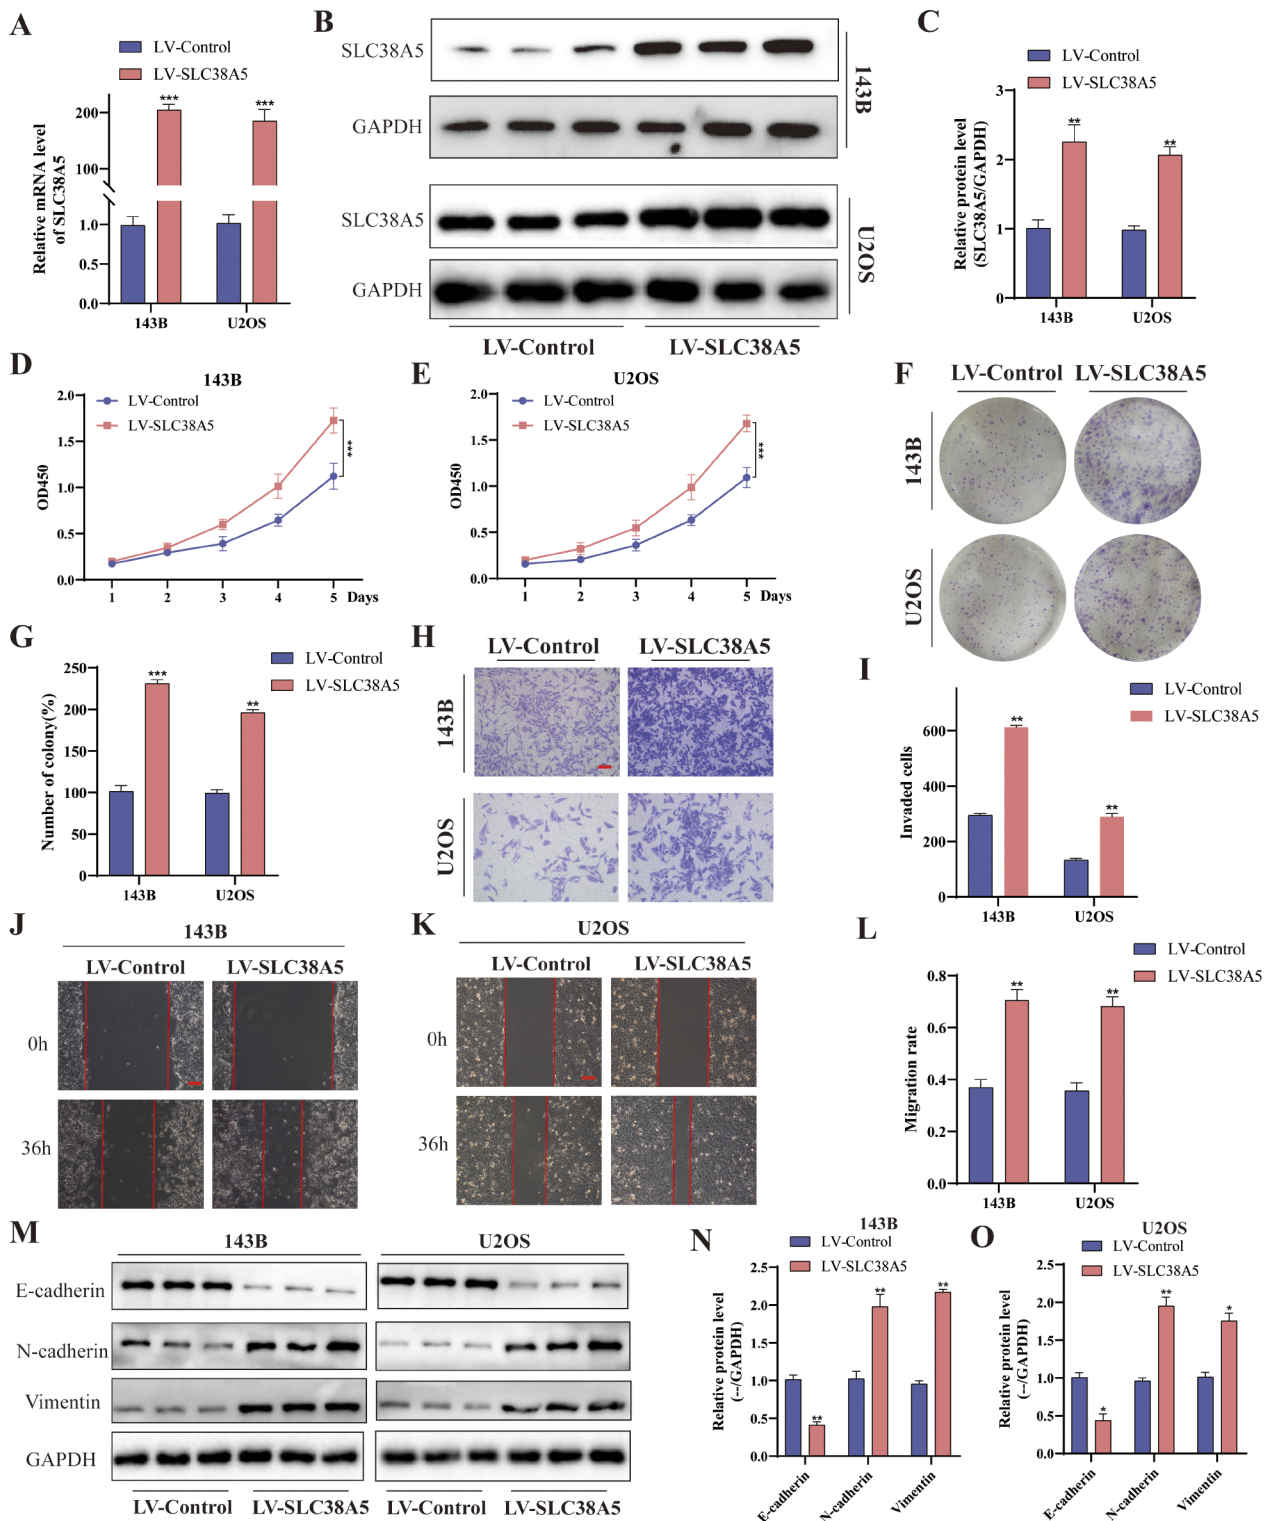 A
LV-Control
LV-SLC38A5
Relative mRNA level
of SLC38A5
200
100
1.0
0.5
0.0
***
***
143B
U2OS
B
SLC38A5
GAPDH
143B
SLC38A5
GAPDH
U2OS
LV-Control
LV-SLC38A5
C
LV-Control
LV-SLC38A5
Relative protein level
(SLC38A5/GAPDH)
3
2
1
0
**
**
143B
U2OS
D
143B
LV-Control
LV-SLC38A5
OD450
2.0
1.5
1.0
0.5
0.0
***
1 2 3 4 5 Days
E
U2OS
LV-Control
LV-SLC38A5
OD450
2.0
1.5
1.0
0.5
0.0
***
1 2 3 4 5 Days
F
LV-Control LV-SLC38A5
143B
U2OS
G
LV-Control
LV-SLC38A5
Number of colony(%)
250
200
150
100
50
0
***
**
143B
U2OS
H
LV-Control LV-SLC38A5
143B
U2OS
I
LV-Control
LV-SLC38A5
Invaded cells
600
400
200
0
**
**
143B
U2OS
J
143B
LV-Control LV-SLC38A5
0h
36h
K
U2OS
LV-Control LV-SLC38A5
0h
36h
L
LV-Control
LV-SLC38A5
Migration rate
0.8
0.6
0.4
0.2
0.0
**
**
143B
U2OS
M
143B
U2OS
E-cadherin
N-cadherin
Vimentin
GAPDH
LV-Control LV-SLC38A5 LV-Control LV-SLC38A5
N
143B
LV-Control
LV-SLC38A5
Relative protein level
(--/GAPDH)
2.5
2.0
1.5
1.0
0.5
0.0
**
**
**
E-cadherin
N-cadherin
Vimentin
O
U2OS
LV-Control
LV-SLC38A5
Relative protein level
(--/GAPDH)
2.5
2.0
1.5
1.0
0.5
0.0
*
**
*
E-cadherin
N-cadherin
Vimentin